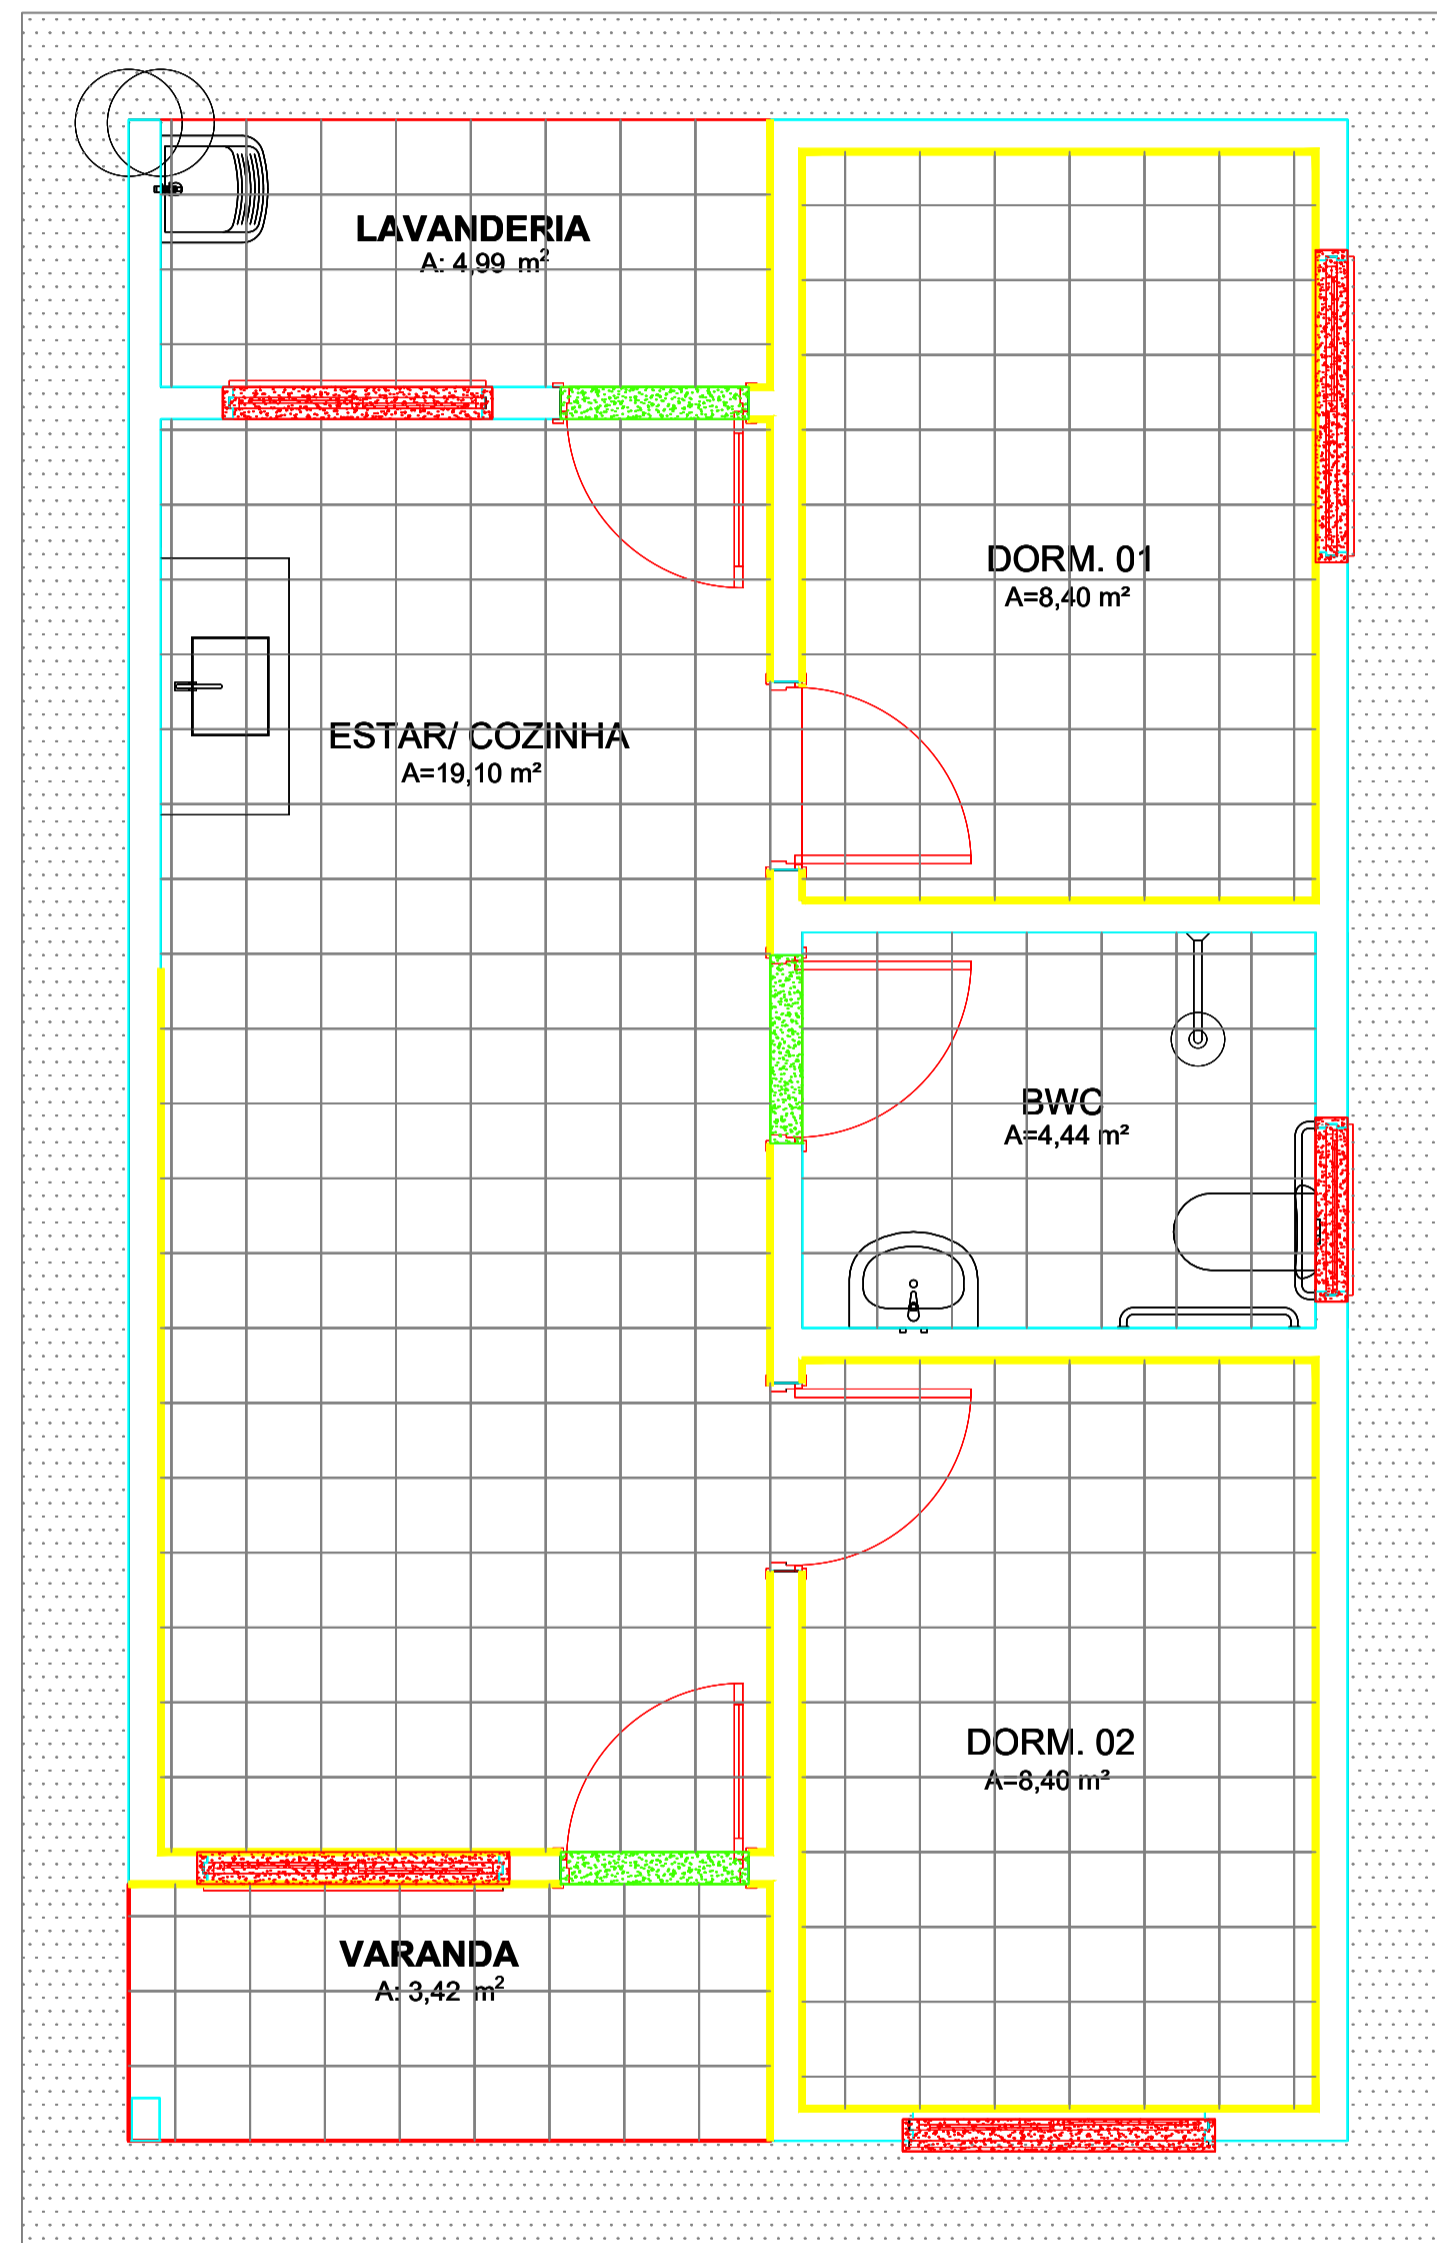 LAVANDERIA
A: 4,99 m²
DORM. 01
A=8,40 m²
ESTAR/ COZINHA
A=19,10 m²
BWC
A=4,44 m²
DORM. 02
A=8,40 m²
VARANDA
A: 3,42 m²